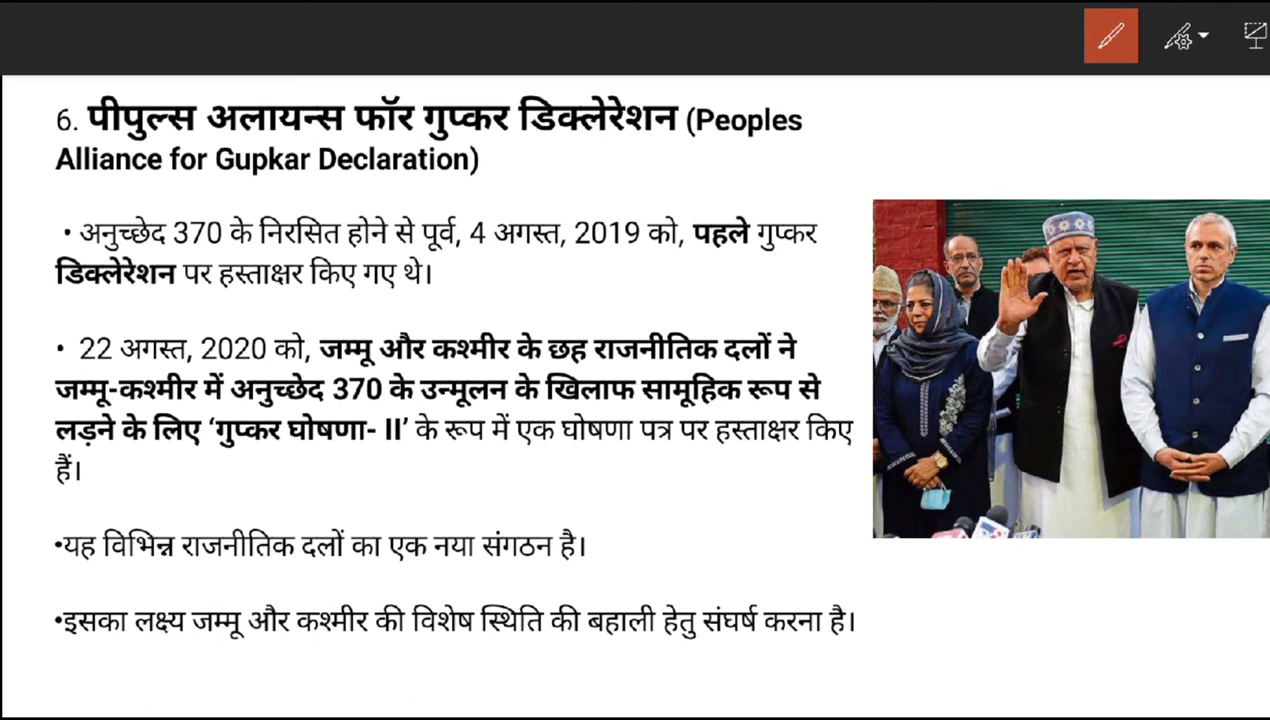 6. पीपुल्स अलायन्स फॉर गुप्कर डिक्लेरेशन (Peoples
Alliance for Gupkar Declaration)
• अनुच्छेद 370 के निरसित होने से पूर्व, 4 अगस्त, 2019 को, पहले गुप्कर
डिक्लेरेशन पर हस्ताक्षर किए गए थे।
• 22 अगस्त, 2020 को, जम्मू और कश्मीर के छह राजनीतिक दलों ने
जम्मू-कश्मीर में अनुच्छेद 370 के उन्मूलन के खिलाफ सामूहिक रूप से
लड़ने के लिए ‘गुप्कर घोषणा- II’ के रूप में एक घोषणा पत्र पर हस्ताक्षर किए
हैं।
•यह विभिन्न राजनीतिक दलों का एक नया संगठन है।
•इसका लक्ष्य जम्मू और कश्मीर की विशेष स्थिति की बहाली हेतु संघर्ष करना है।